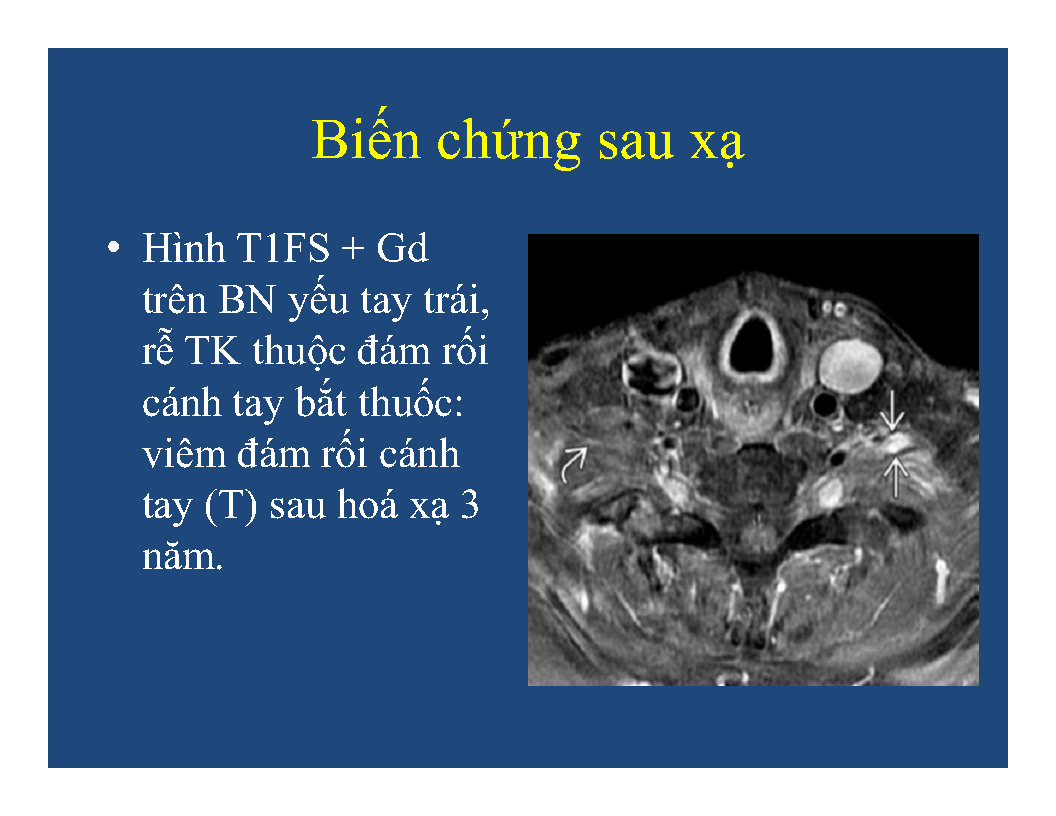 Biến chứng sau xạ
• Hình T1FS + Gd
trên BN yếu tay trái,
rễ TK thuộc đám rối
cánh tay bắt thuốc:
viêm đám rối cánh
tay (T) sau hoá xạ 3
năm.